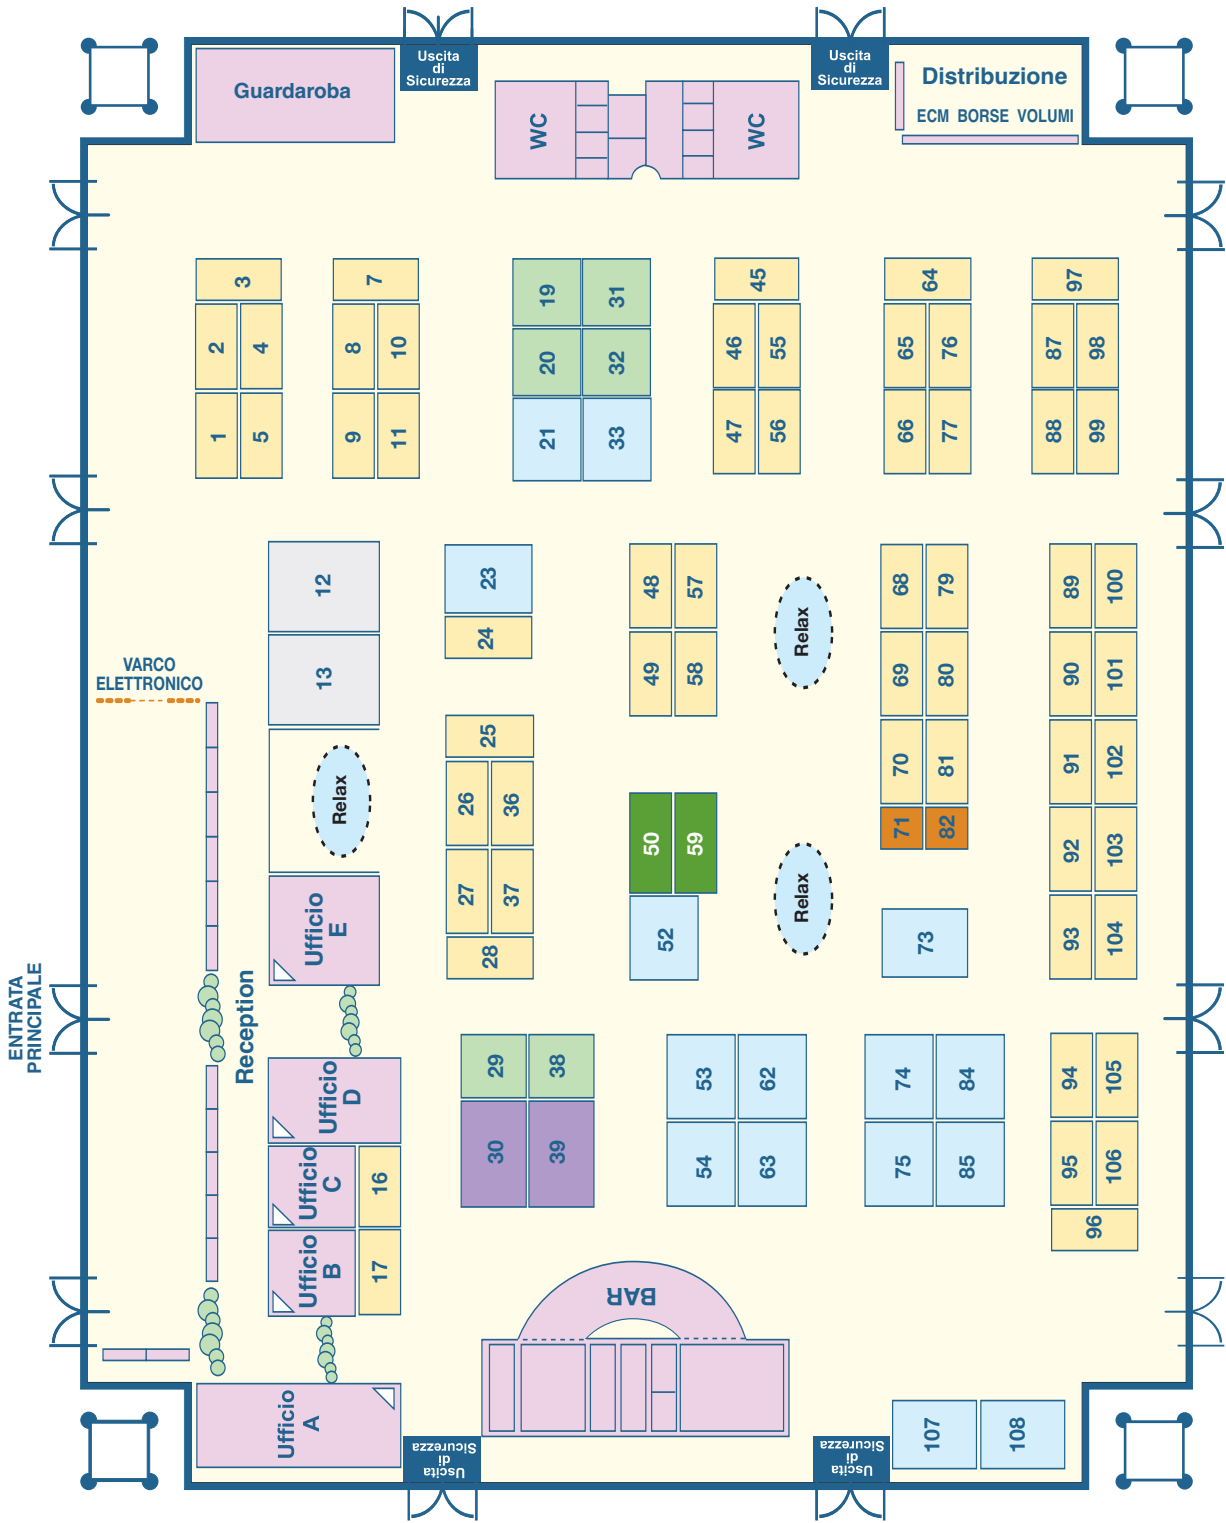 Uscita
di
Sicurezza
Uscita
di
Sicurezza
Guardaroba
WC
WC
Distribuzione
ECM BORSE VOLUMI
3
7
19
31
45
64
97
2
4
8
10
20
32
46
55
65
76
87
98
1
5
9
11
21
33
47
56
66
77
88
99
12
23
48
57
Relax
68
79
89
100
13
24
49
58
69
80
90
101
VARCO
ELETTRONICO
Relax
25
26
36
70
81
91
102
50
59
71
82
92
103
27
37
Relax
Ufficio
E
28
52
73
93
104
ENTRATA
PRINCIPALE
Reception
Ufficio
D
29
38
53
62
74
84
94
105
Ufficio
C
16
30
39
54
63
75
85
95
106
Ufficio
B
17
96
BAR
Ufficio
A
107
108
Uscita
di
Sicurezza
Uscita
di
Sicurezza